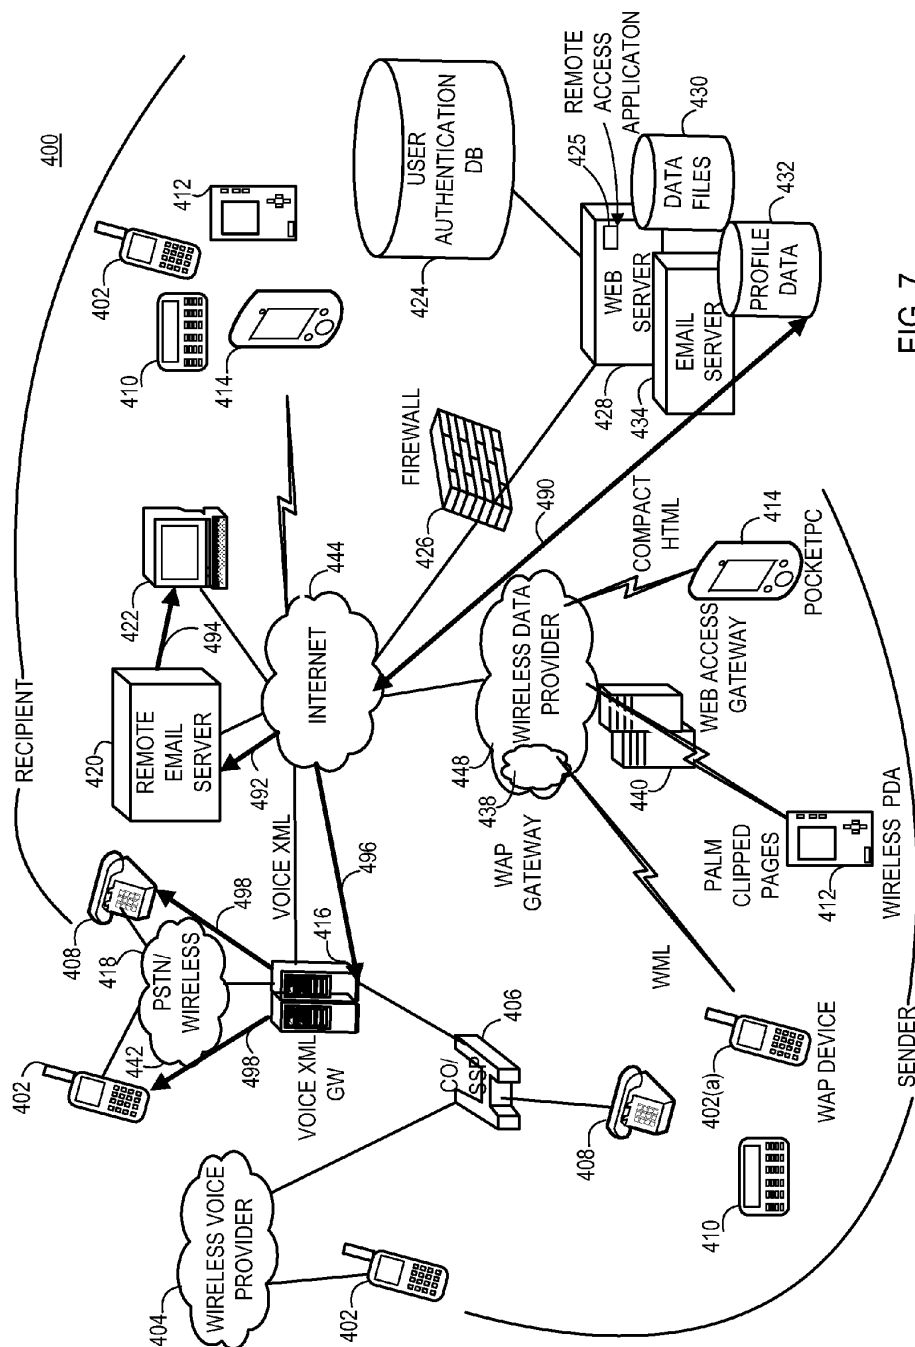 400
RECIPIENT
402
408
418
PSTN/
WIRELESS
442
498
498
VOICE XML
GW
416
VOICE XML
420
REMOTE
EMAIL
SERVER
492
494
422
410
402
412
414
444
INTERNET
496
FIREWALL
426
490
USER
AUTHENTICATION
DB
424
425
REMOTE
ACCESS
APPLICATON
WEB
SERVER
428
434
EMAIL
SERVER
DATA
FILES
430
432
PROFILE
DATA
404
WIRELESS VOICE
PROVIDER
402
CO/
SSP
406
408
448
438
WIRELESS DATA
PROVIDER
WAP
GATEWAY
WML
440
WEB ACCESS
GATEWAY
COMPACT
HTML
414
POCKETPC
PALM
CLIPPED
PAGES
412
WIRELESS PDA
402(a)
WAP DEVICE
410
SENDER
FIG. 7